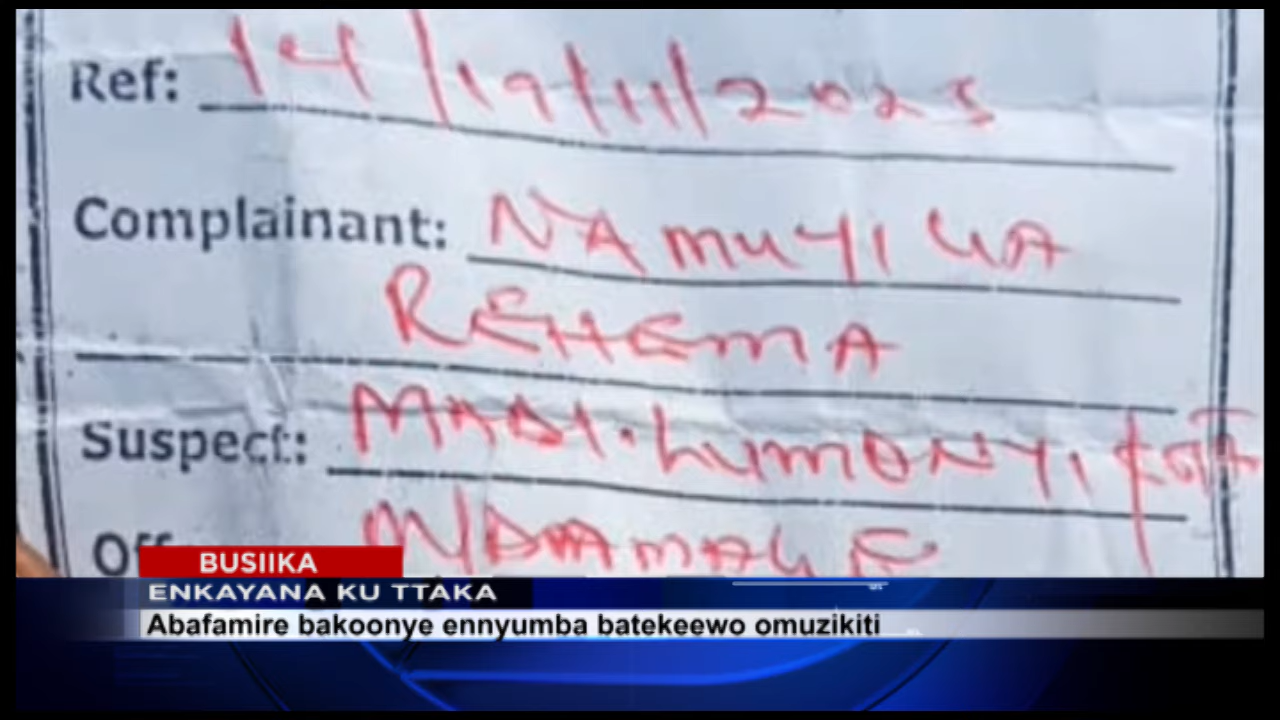 Ref: 14/19/11/2025
Complainant: NAMUYIGA
REHEMA
Suspect: MADI. LUMONYI
M/DAMAGE
BUSIIKA
ENKAYANA KU TTAKA
Abafamire bakoonye ennyumba batekeewo omuzikiti